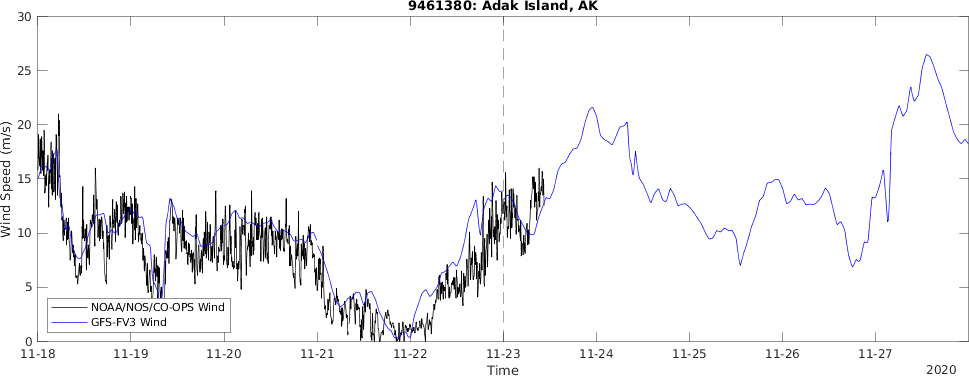 9461380: Adak Island, AK
30
25
20
15
10
5
0
Wind Speed (m/s)
NOAA/NOS/CO-OPS Wind
GFS-FV3 Wind
11-18 11-19 11-20 11-21 11-22 11-23 11-24 11-25 11-26 11-27
Time
2020